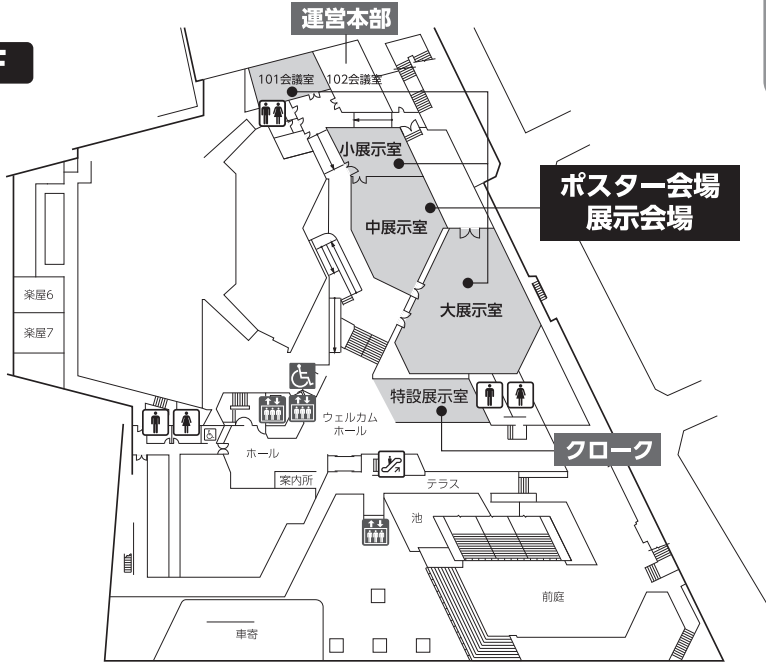 運営本部
F
101会議室
102会議室
小展示室
ポスター会場
展示会場
中展示室
楽屋6
大展示室
楽屋7
特設展示室
ウェルカム
ホール
クローク
ホール
案内所
テラス
池
前庭
車寄